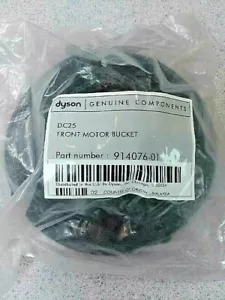 dyson GENUINE COMPONENTS
DC25
FRONT MOTOR BUCKET
Part number : 914076-01